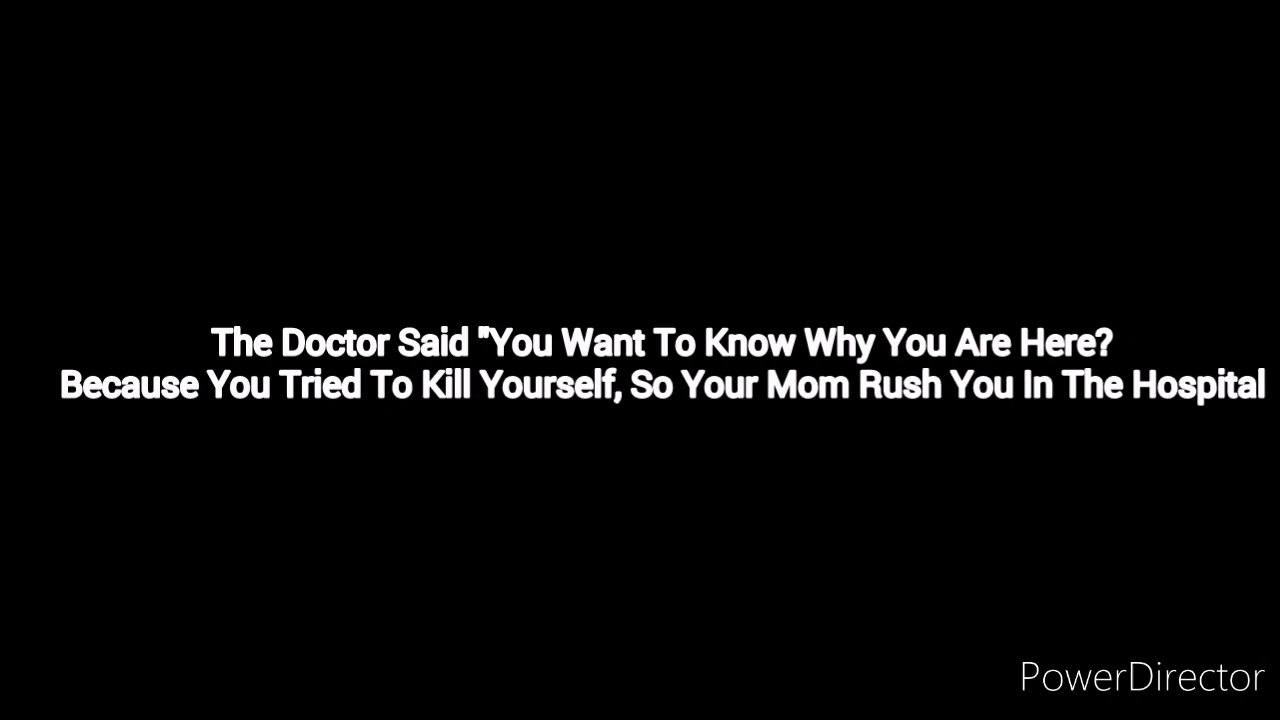 The Doctor Said "You Want To Know Why You Are Here?
Because You Tried To Kill Yourself, So Your Mom Rush You In The Hospital
PowerDirector